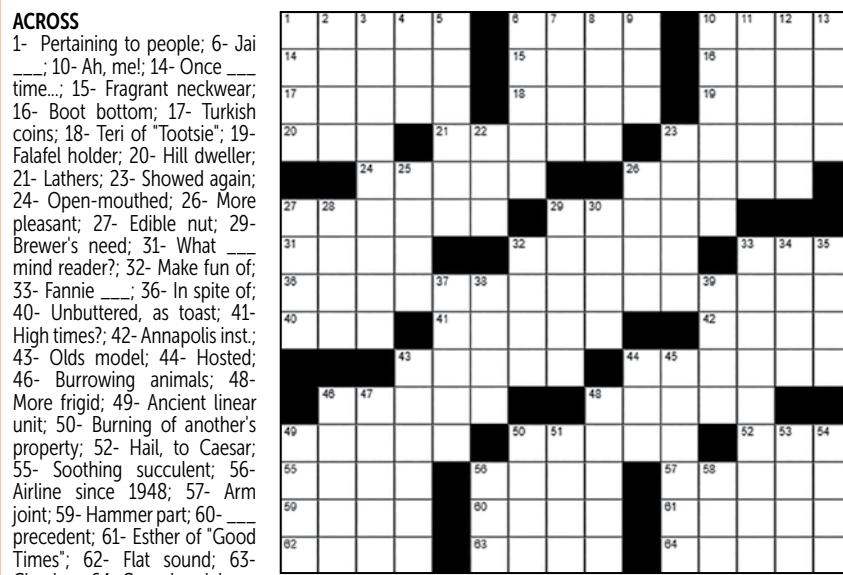 ACROSS
1- Pertaining to people; 6- Jai
___; 10- Ah, me!; 14- Once ___
time...; 15- Fragrant neckwear;
16- Boot bottom; 17- Turkish
coins; 18- Teri of "Tootsie"; 19-
Falafel holder; 20- Hill dweller;
21- Lathers; 23- Showed again;
24- Open-mouthed; 26- More
pleasant; 27- Edible nut; 29-
Brewer's need; 31- What ___
mind reader?; 32- Make fun of;
33- Fannie ___; 36- In spite of;
40- Unbuttered, as toast; 41-
High times?; 42- Annapolis inst.;
43- Olds model; 44- Hosted;
46- Burrowing animals; 48-
More frigid; 49- Ancient linear
unit; 50- Burning of another's
property; 52- Hail, to Caesar;
55- Soothing succulent; 56-
Airline since 1948; 57- Arm
joint; 59- Hammer part; 60- ___
precedent; 61- Esther of "Good
Times"; 62- Flat sound; 63-
1 2 3 4 5 6 7 8 9 10 11 12 13
14 15 16
17 18 19
20 21 22 23
24 25 26
27 28 29 30
31 32 33 34 35
36 37 38 39
40 41 42
43 44 45
46 47 48
49 50 51 52 53 54
55 56 57 58
59 60 61
62 63 64